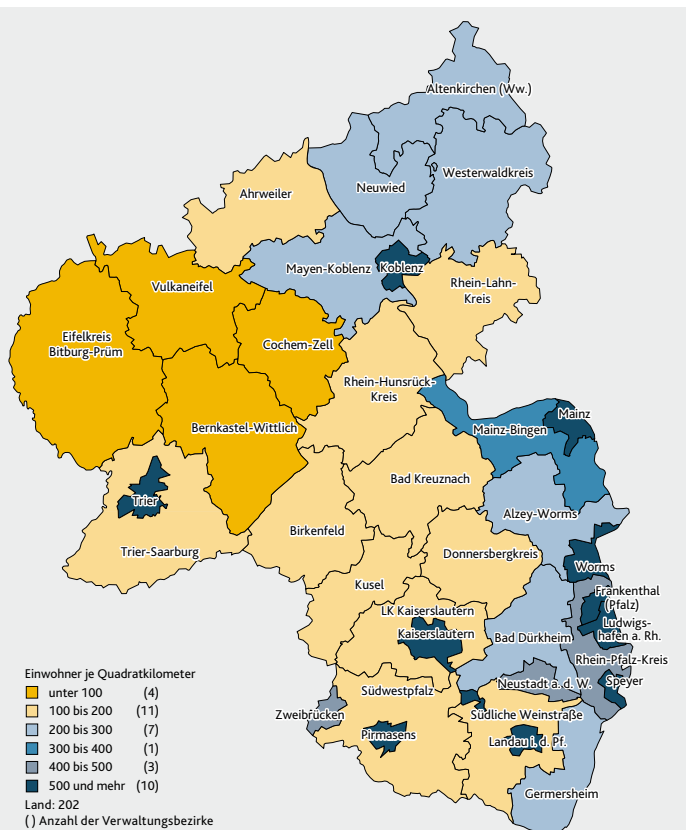 Altenkirchen (Ww.)
Westerwaldkreis
Neuwied
Ahrweiler
Mayen-Koblenz
Koblenz
Rhein-Lahn-
Kreis
Vulkaneifel
Eifelkreis
Bitburg-Prüm
Cochem-Zell
Rhein-Hunsrück-
Kreis
Bernkastel-Wittlich
Mainz-Bingen
Mainz
Bad Kreuznach
Trier
Alzey-Worms
Birkenfeld
Trier-Saarburg
Donnersbergkreis
Worms
Kusel
Frankenthal
(Pfalz)
LK Kaiserslautern
Kaiserslautern
Ludwigs-
hafen a. Rh.
Bad Dürkheim
Rhein-Pfalz-Kreis
Neustadt a. d. W.
Speyer
Südwestpfalz
Zweibrücken
Südliche Weinstraße
Pirmasens
Landau i. d. Pf.
Germersheim
Einwohner je Quadratkilometer
unter 100 (4)
100 bis 200 (11)
200 bis 300 (7)
300 bis 400 (1)
400 bis 500 (3)
500 und mehr (10)
Land: 202
( ) Anzahl der Verwaltungsbezirke